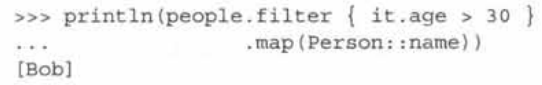 >>> println(people.filter { it.age > 30 }
...               .map(Person::name))
[Bob]